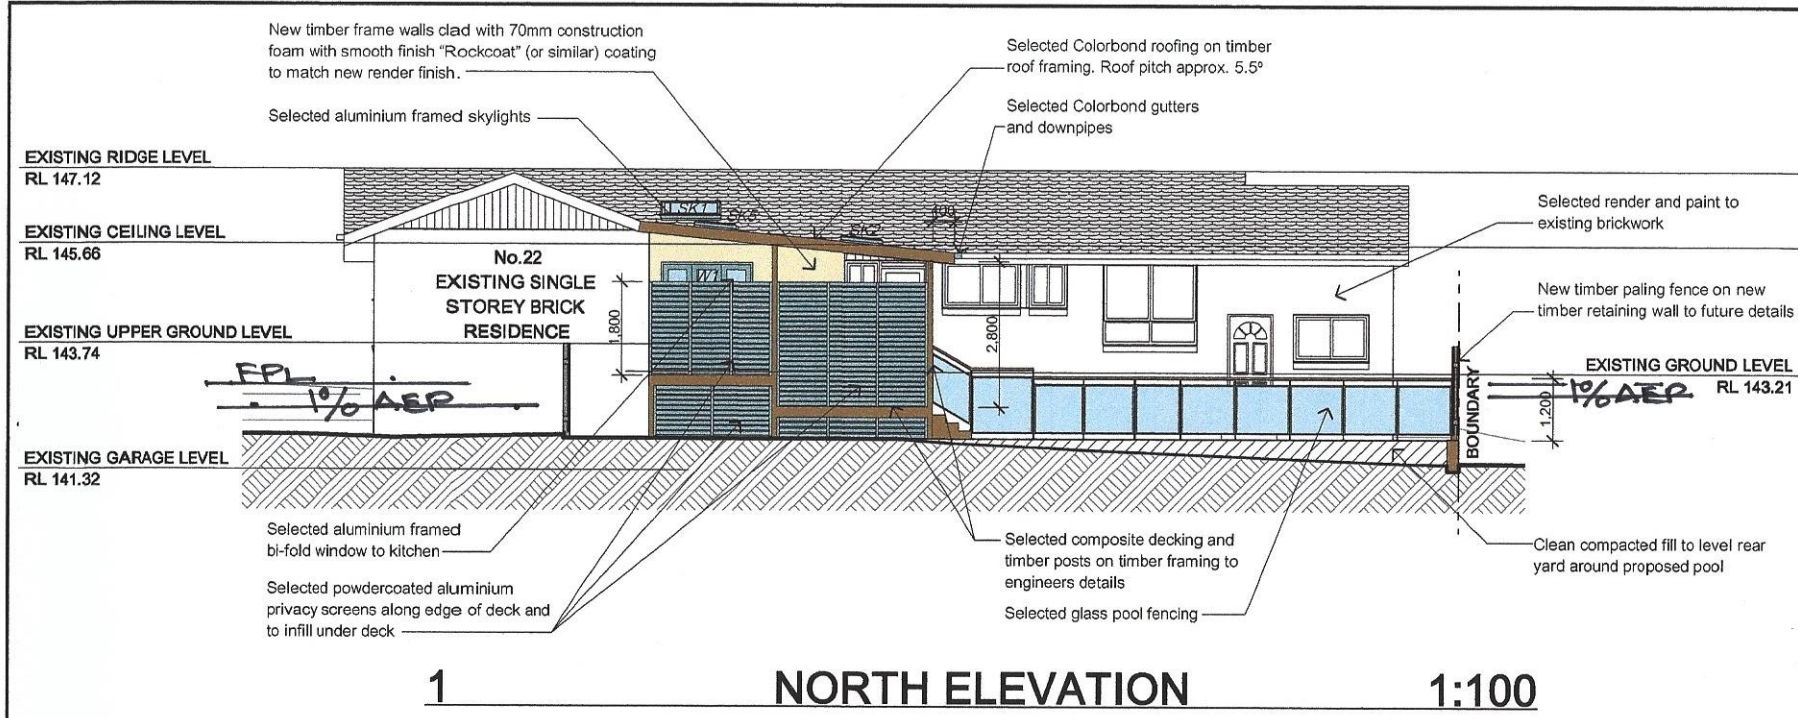 New timber frame walls clad with 70mm construction
foam with smooth finish "Rockcoat" (or similar) coating
to match new render finish.
Selected aluminium framed skylights
Selected Colorbond roofing on timber
roof framing. Roof pitch approx. 5.5°
Selected Colorbond gutters
and downpipes
EXISTING RIDGE LEVEL
RL 147.12
EXISTING CEILING LEVEL
RL 145.66
SK1
SK5
SK2
400
Selected render and paint to
existing brickwork
No.22
EXISTING SINGLE
STOREY BRICK
RESIDENCE
W1
1,800
2,800
New timber paling fence on new
timber retaining wall to future details
EXISTING UPPER GROUND LEVEL
RL 143.74
EXISTING GROUND LEVEL
RL 143.21
FPL
1% AEP
1% AEP
1,200
BOUNDARY
EXISTING GARAGE LEVEL
RL 141.32
Selected aluminium framed
bi-fold window to kitchen
Selected powdercoated aluminium
privacy screens along edge of deck and
to infill under deck
Selected composite decking and
timber posts on timber framing to
engineers details
Selected glass pool fencing
Clean compacted fill to level rear
yard around proposed pool
1 NORTH ELEVATION 1:100